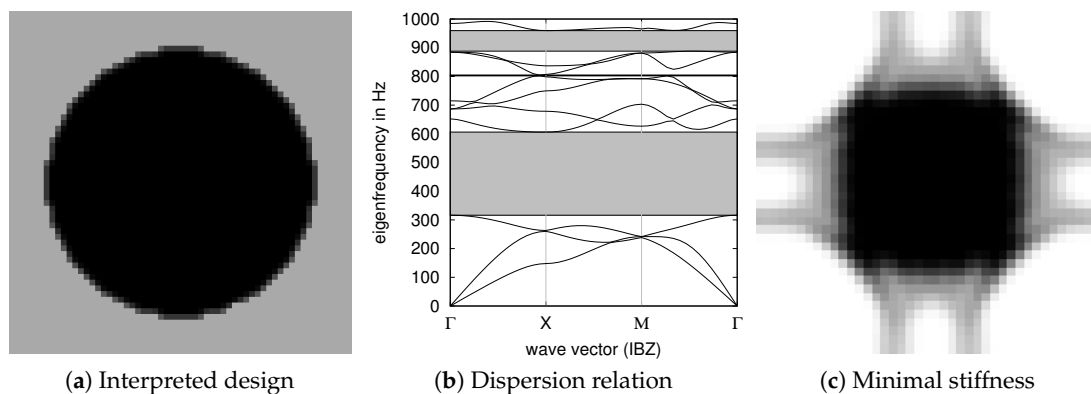 1000
900
800
700
600
500
400
300
200
100
0
eigenfrequency in Hz
Γ X M Γ
wave vector (IBZ)
(a) Interpreted design
(b) Dispersion relation
(c) Minimal stiffness